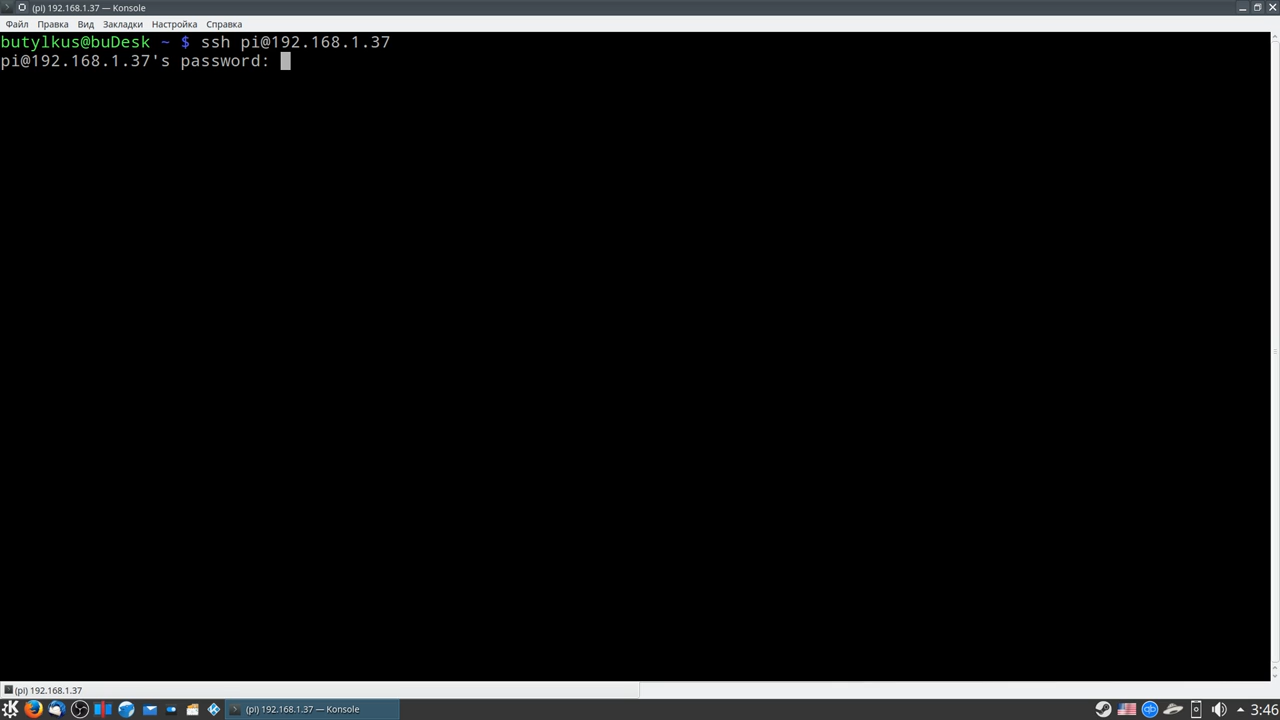 (pi) 192.168.1.37 — Konsole
Файл Правка Вид Закладки Настройка Справка
butylkus@buDesk ~ $ ssh pi@192.168.1.37
pi@192.168.1.37's password:
(pi) 192.168.1.37
(pi) 192.168.1.37 — Konsole
3:46